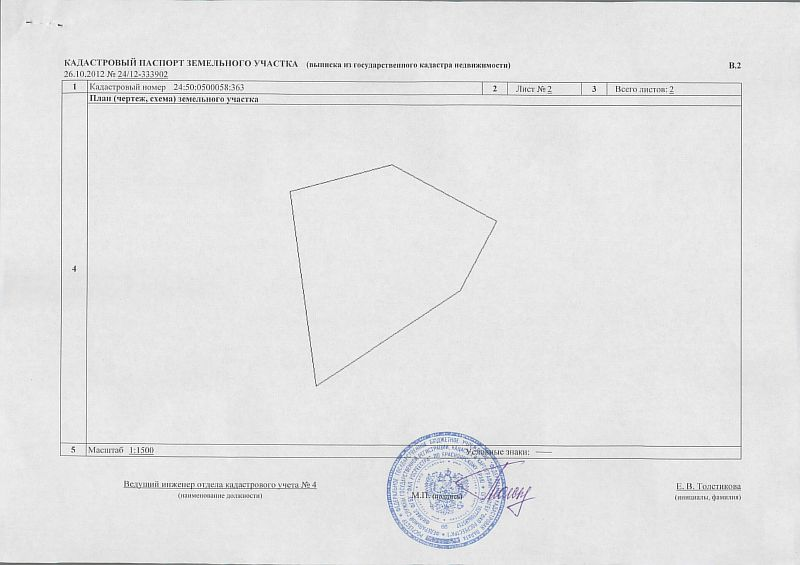 КАДАСТРОВЫЙ ПАСПОРТ ЗЕМЕЛЬНОГО УЧАСТКА (выписка из государственного кадастра недвижимости) В.2
26.10.2012 № 24/12-333902
1 Кадастровый номер 24:50:0500058:363 2 Лист № 2 3 Всего листов: 2
План (чертеж, схема) земельного участка
4
5 Масштаб 1:1500 Условные знаки:
Ведущий инженер отдела кадастрового учета № 4 Е. В. Толстикова
(наименование должности) М.П. (подпись) (инициалы, фамилия)